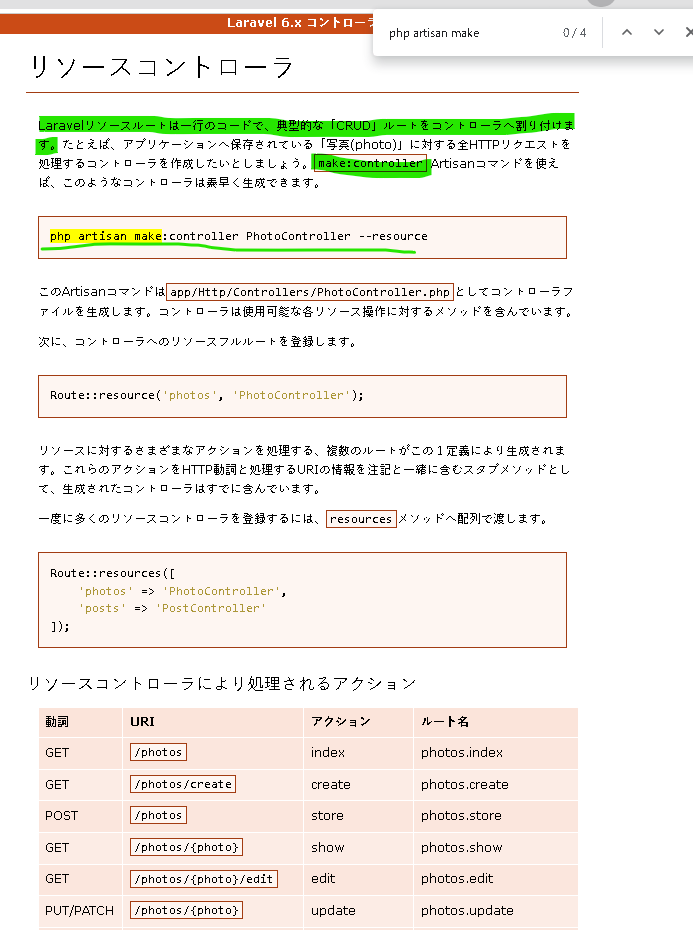 Laravel 6.x コントローラ
php artisan make
0/4
リソースコントローラ
Laravelリソースルートは一行のコードで、典型的な「CRUD」ルートをコントローラへ割り付けま
す。たとえば、アプリケーションへ保存されている「写真(photo)」に対する全HTTPリクエストを
処理するコントローラを作成したいとしましょう。make:controller Artisanコマンドを使え
ば、このようなコントローラは素早く生成できます。
php artisan make:controller PhotoController --resource
このArtisanコマンドはapp/Http/Controllers/PhotoController.phpとしてコントローラフ
ァイルを生成します。コントローラは使用可能な各リソース操作に対するメソッドを含んでいます。
次に、コントローラへのリソースフルルートを登録します。
Route::resource('photos', 'PhotoController');
リソースに対するさまざまなアクションを処理する、複数のルートがこの１定義により生成されま
す。これらのアクションをHTTP動詞と処理するURIの情報を注記と一緒に含むスタブメソッドとし
て、生成されたコントローラはすでに含んでいます。
一度に多くのリソースコントローラを登録するには、resourcesメソッドへ配列で渡します。
Route::resources([
'photos' => 'PhotoController',
'posts' => 'PostController'
]);
リソースコントローラにより処理されるアクション
動詞 URI アクション ルート名
GET /photos index photos.index
GET /photos/create create photos.create
POST /photos store photos.store
GET /photos/{photo} show photos.show
GET /photos/{photo}/edit edit photos.edit
PUT/PATCH /photos/{photo} update photos.update